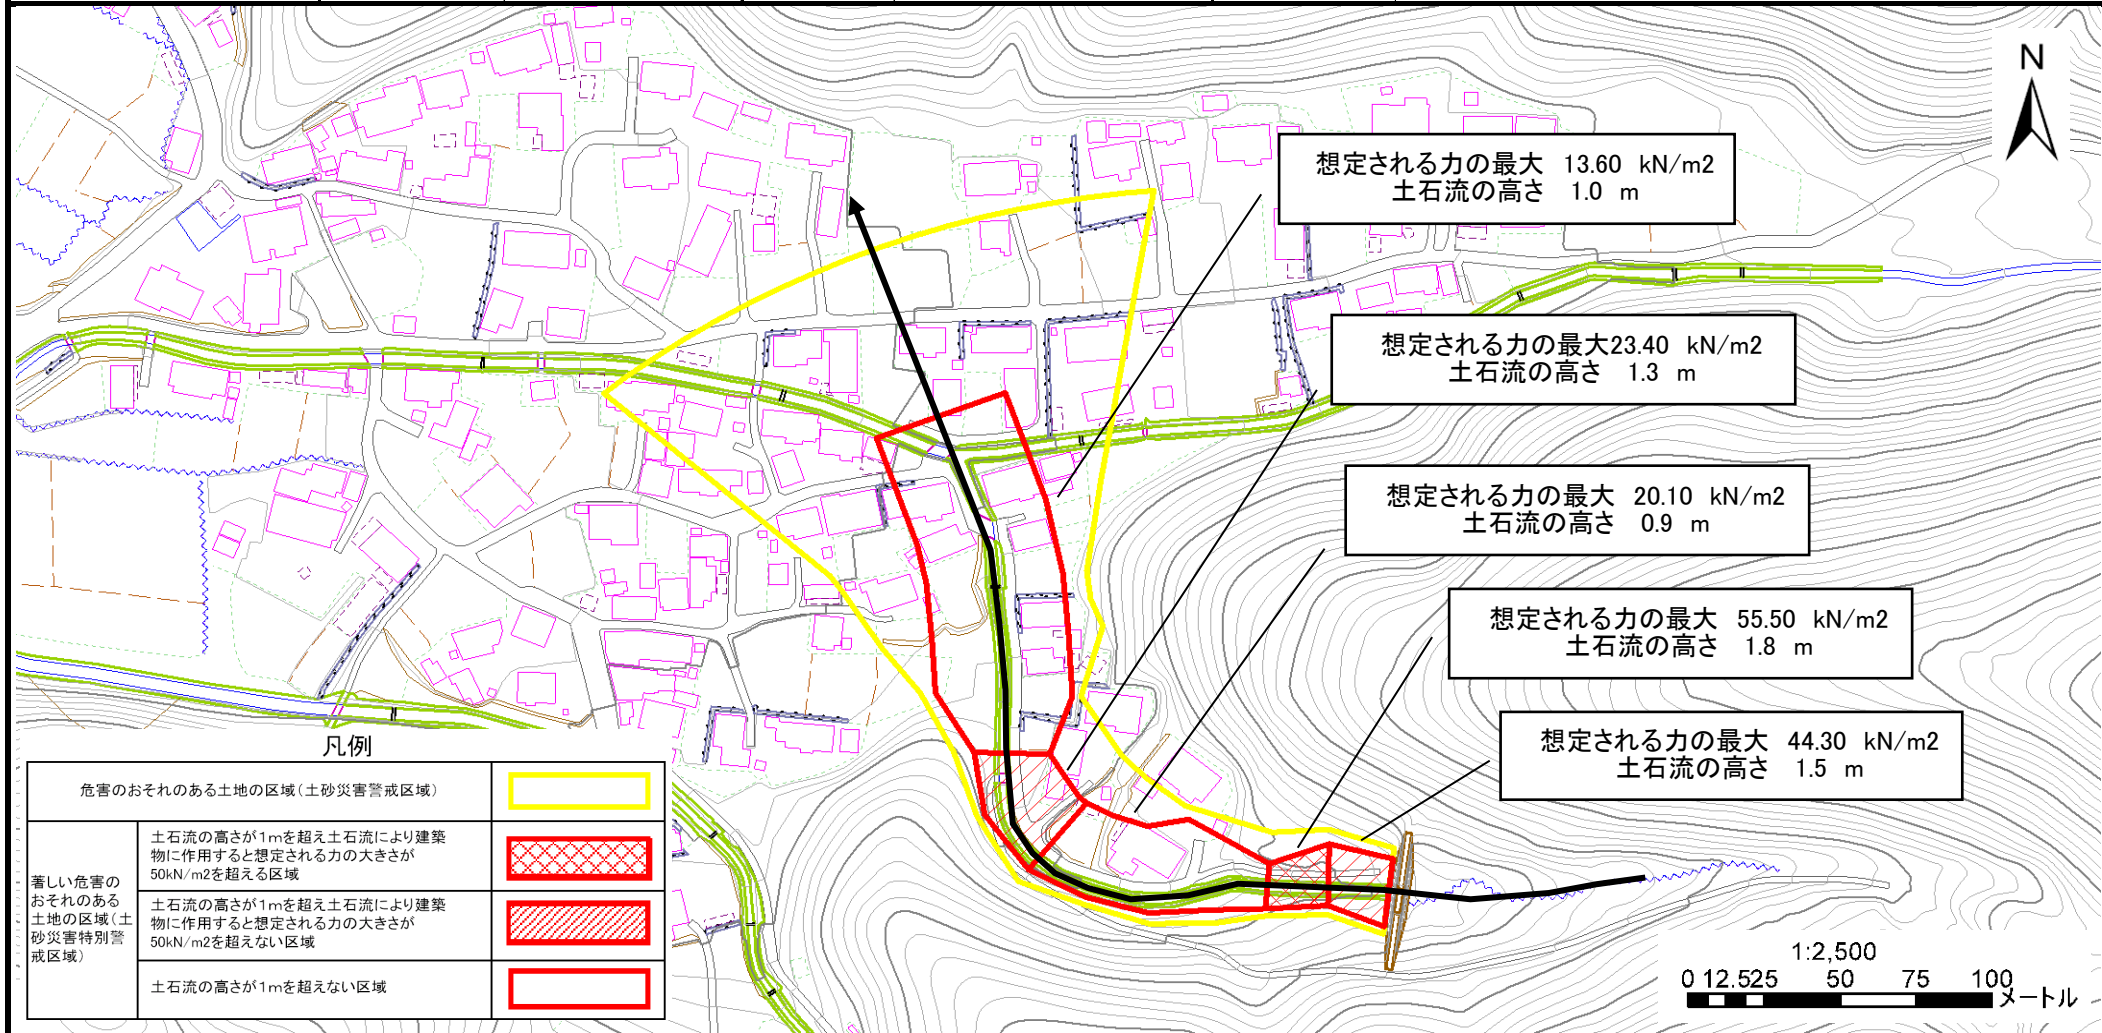 N
想定される力の最大 13.60 kN/m2
土石流の高さ 1.0 m
想定される力の最大23.40 kN/m2
土石流の高さ 1.3 m
想定される力の最大 20.10 kN/m2
土石流の高さ 0.9 m
想定される力の最大 55.50 kN/m2
土石流の高さ 1.8 m
想定される力の最大 44.30 kN/m2
土石流の高さ 1.5 m
凡例
危害のおそれのある土地の区域(土砂災害警戒区域)
著しい危害の
おそれのある
土地の区域(土
砂災害特別警
戒区域)
土石流の高さが1mを超え土石流により建築
物に作用すると想定される力の大きさが
50kN/m2を超える区域
土石流の高さが1mを超え土石流により建築
物に作用すると想定される力の大きさが
50kN/m2を超えない区域
土石流の高さが1mを超えない区域
1:2,500
0 12.525 50 75 100
メートル